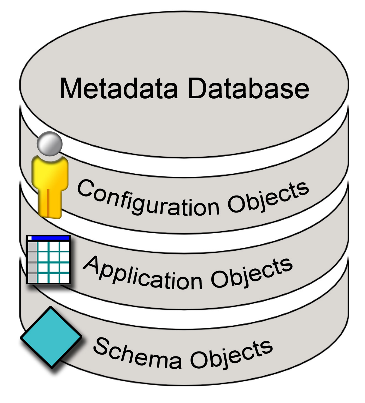 Metadata Database
Configuration Objects
Application Objects
Schema Objects